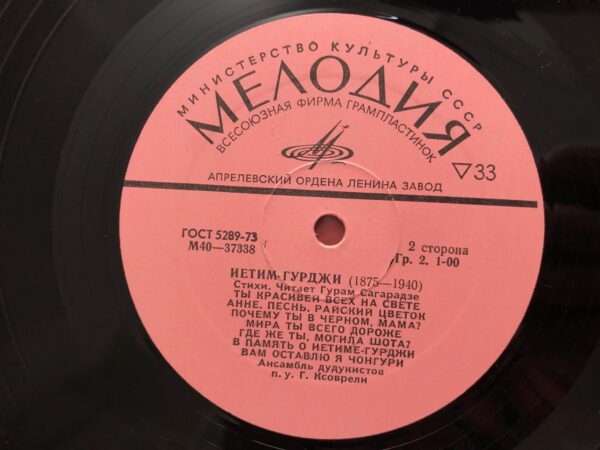 МИНИСТЕРСТВО КУЛЬТУРЫ СССР
МЕЛОДИЯ
ВСЕСОЮЗНАЯ ФИРМА ГРАМПЛАСТИНОК
▽33
АПРЕЛЕВСКИЙ ОРДЕНА ЛЕНИНА ЗАВОД
ГОСТ 5289-73
М40—37338
2 сторона
Гр. 2. 1-00
ИЕТИМ-ГУРДЖИ (1875—1940)
Стихи. Читает Гурам Сагарадзе
ТЫ КРАСИВЕЙ ВСЕХ НА СВЕТЕ
АННЕ. ПЕСНЬ. РАЙСКИЙ ЦВЕТОК
ПОЧЕМУ ТЫ В ЧЕРНОМ, МАМА?
МИРА ТЫ ВСЕГО ДОРОЖЕ
ГДЕ ЖЕ ТЫ, МОГИЛА ШОТА?
В ПАМЯТЬ О ИЕТИМЕ-ГУРДЖИ
ВАМ ОСТАВЛЮ Я ЧОНГУРИ
Ансамбль дудукистов
п. у. Г. Ксоврели